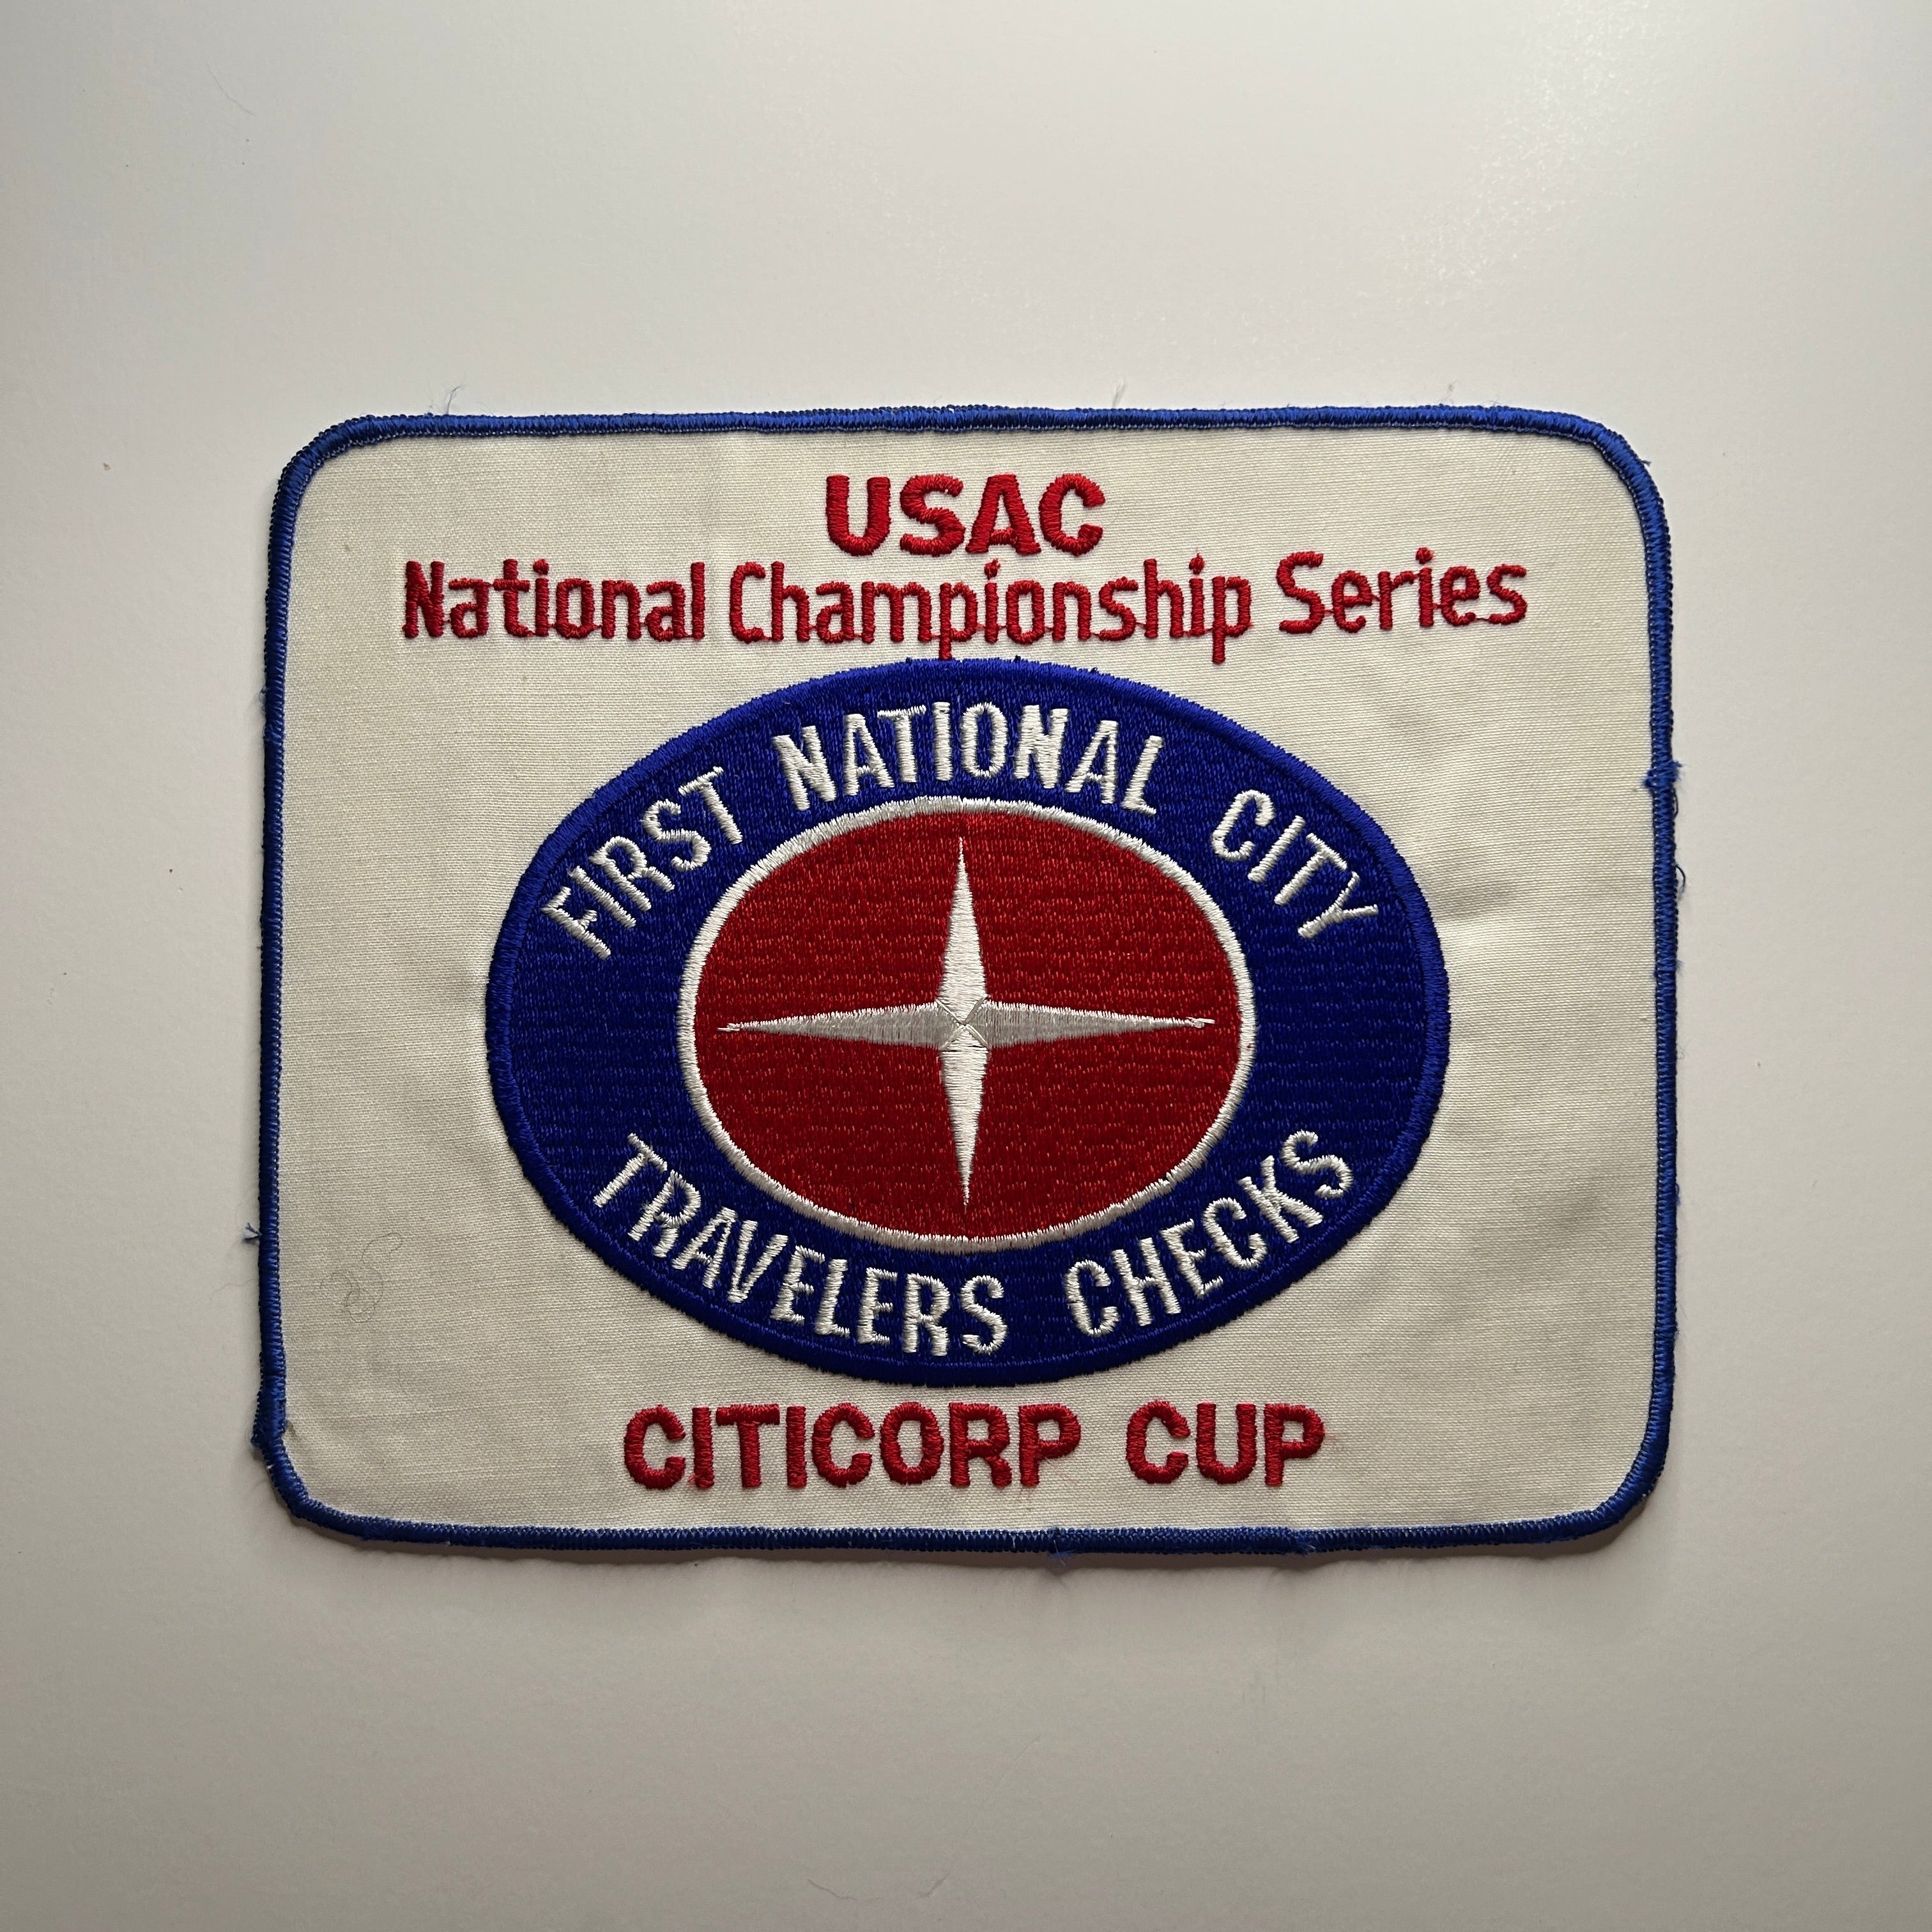 USAC
National Championship Series
FIRST NATIONAL CITY
TRAVELERS CHECKS
CITICORP CUP